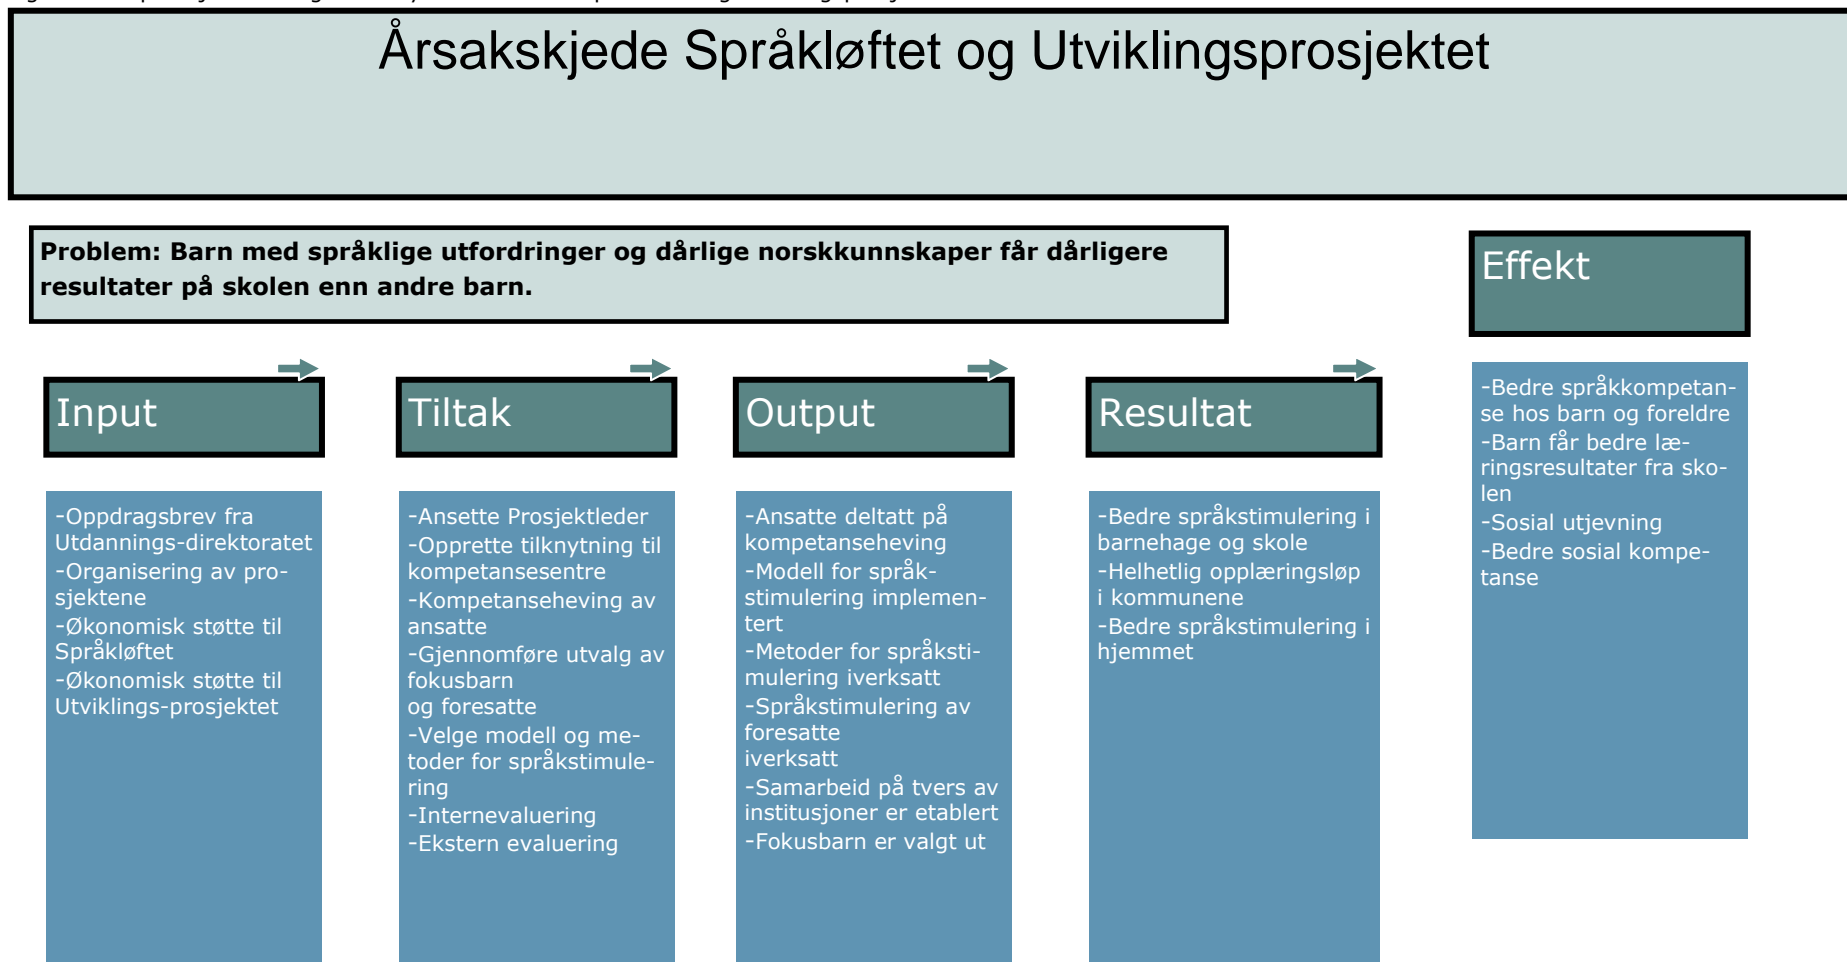 Årsakskjede Språkløftet og Utviklingsprosjektet
Problem: Barn med språklige utfordringer og dårlige norskkunnskaper får dårligere
resultater på skolen enn andre barn.
Input
-Oppdragsbrev fra
Utdannings-direktoratet
-Organisering av pro-
sjektene
-Økonomisk støtte til
Språkløftet
-Økonomisk støtte til
Utviklings-prosjektet
Tiltak
-Ansette Prosjektleder
-Opprette tilknytning til
kompetansesentre
-Kompetanseheving av
ansatte
-Gjennomføre utvalg av
fokusbarn
og foresatte
-Velge modell og me-
toder for språkstimule-
ring
-Internevaluering
-Ekstern evaluering
Output
-Ansatte deltatt på
kompetanseheving
-Modell for språk-
stimulering implemen-
tert
-Metoder for språksti-
mulering iverksatt
-Språkstimulering av
foresatte
iverksatt
-Samarbeid på tvers av
institusjoner er etablert
-Fokusbarn er valgt ut
Resultat
-Bedre språkstimulering i
barnehage og skole
-Helhetlig opplæringsløp
i kommunene
-Bedre språkstimulering i
hjemmet
Effekt
-Bedre språkkompetan-
se hos barn og foreldre
-Barn får bedre læ-
ringsresultater fra sko-
len
-Sosial utjevning
-Bedre sosial kompe-
tanse